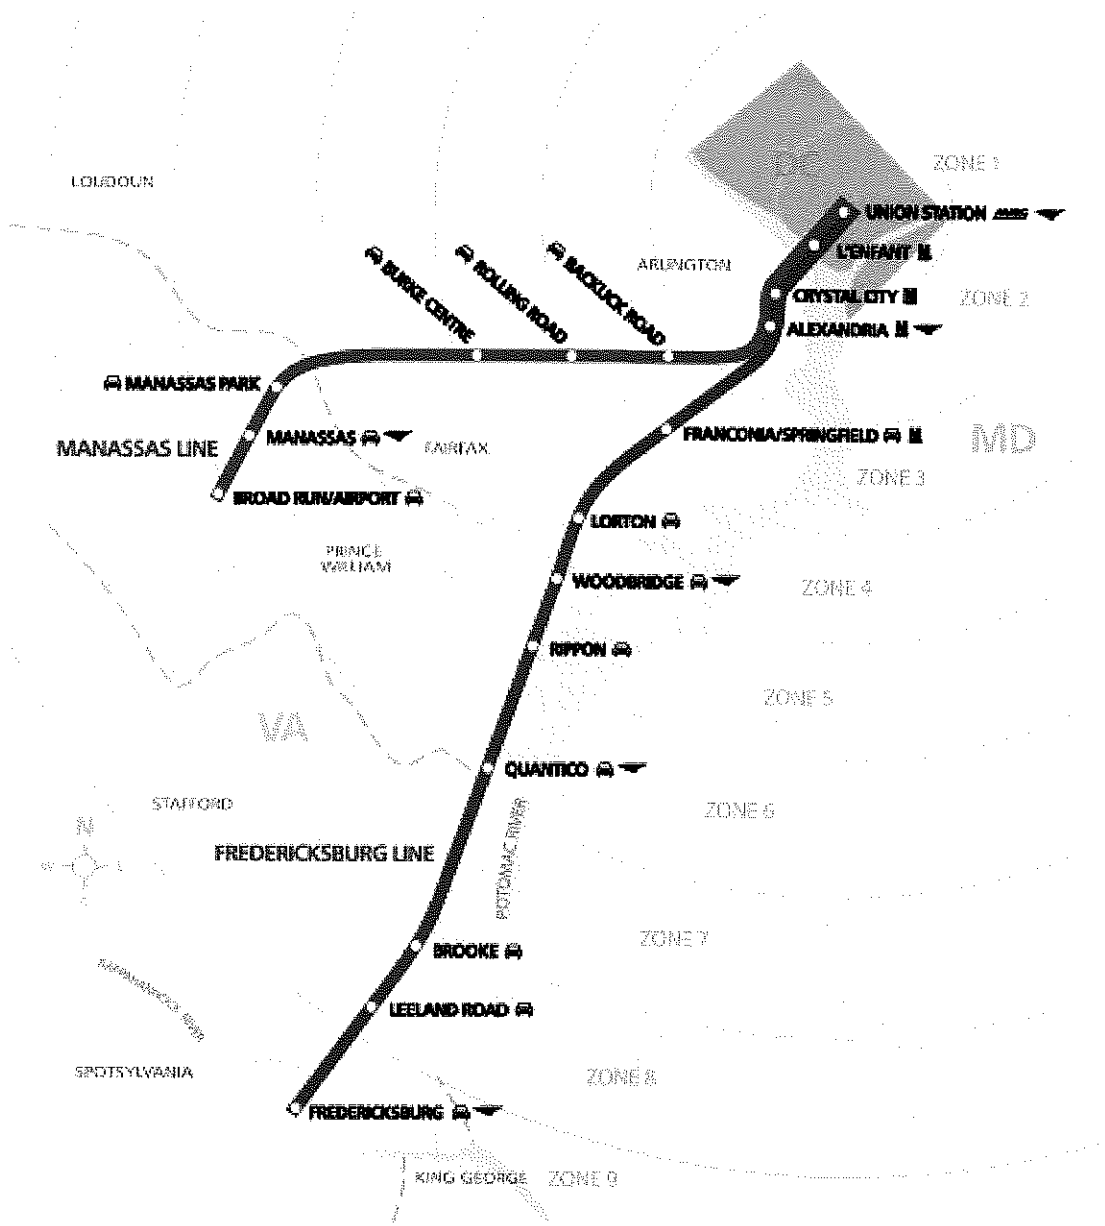 ZONE 1
LOUDOUN
UNION STATION
L'ENFANT
ARLINGTON
BACKLICK ROAD
ROLLING ROAD
BURKE CENTRE
CRYSTAL CITY
ZONE 2
ALEXANDRIA
MANASSAS PARK
MANASSAS LINE
MANASSAS
FAIRFAX
FRANCONIA/SPRINGFIELD
MD
ZONE 3
BROAD RUN/AIRPORT
LORTON
PRINCE
WILLIAM
WOODBRIDGE
ZONE 4
RIPPON
ZONE 5
VA
QUANTICO
STAFFORD
ZONE 6
N
FREDERICKSBURG LINE
POTOMAC RIVER
BROOKE
ZONE 7
RAPPAHANNOCK RIVER
LEELAND ROAD
SPOTSYLVANIA
ZONE 8
FREDERICKSBURG
KING GEORGE
ZONE 9